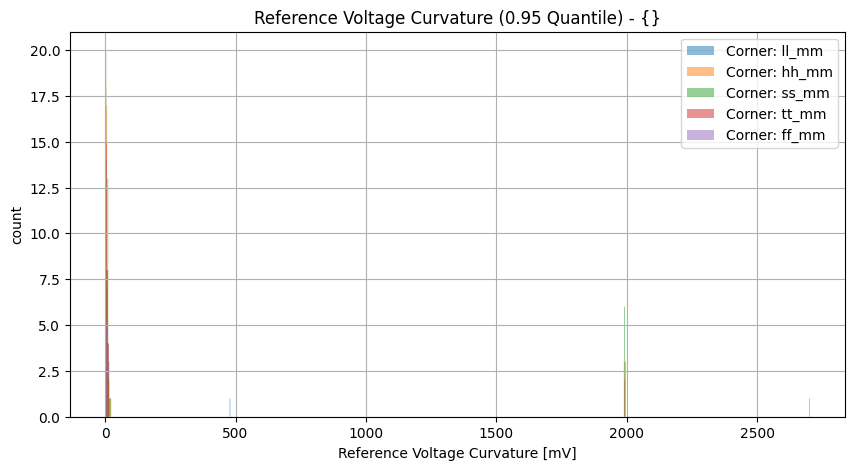 Reference Voltage Curvature (0.95 Quantile) - {}
20.0
17.5
15.0
12.5
10.0
7.5
5.0
2.5
0.0
count
Corner: ll_mm
Corner: hh_mm
Corner: ss_mm
Corner: tt_mm
Corner: ff_mm
0 500 1000 1500 2000 2500
Reference Voltage Curvature [mV]